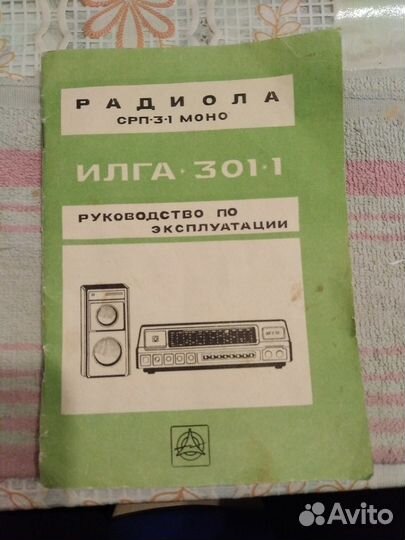 РАДИОЛА
СРП·3·1 МОНО
ИЛГА·301·1
РУКОВОДСТВО ПО
ЭКСПЛУАТАЦИИ
Avito